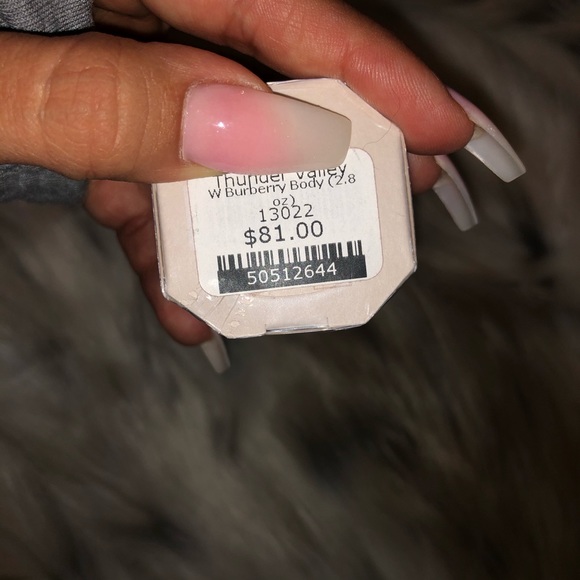 Thunder Valley
W Burberry Body (2.8
oz)
13022
$81.00
50512644